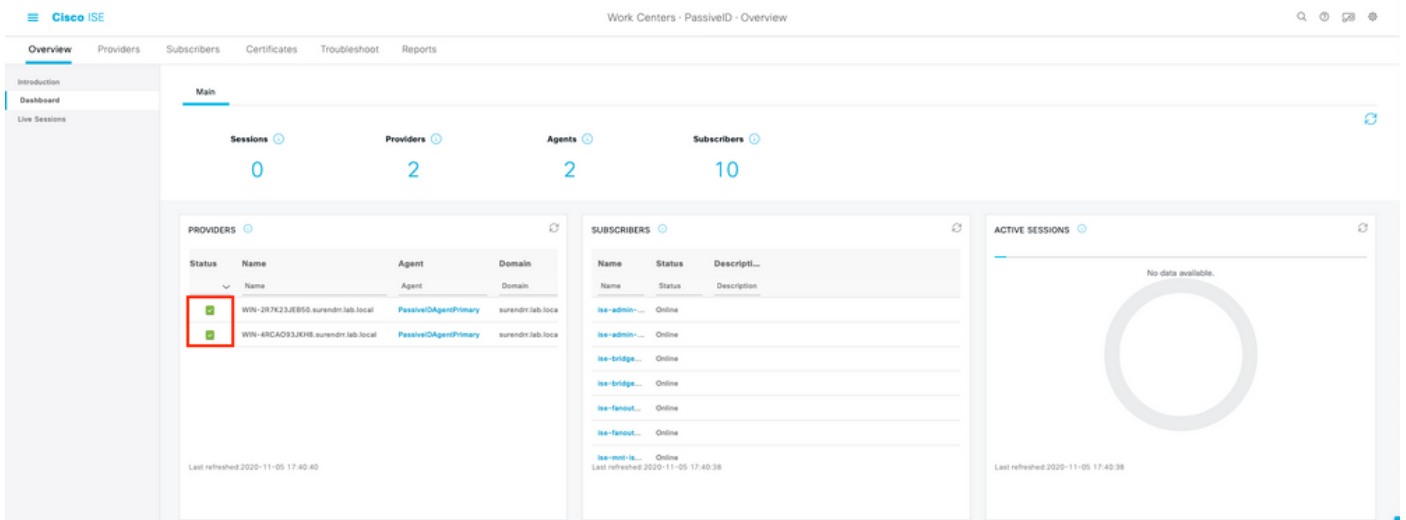 Cisco ISE
Work Centers · PassiveID · Overview
Overview Providers Subscribers Certificates Troubleshoot Reports
Introduction
Dashboard
Live Sessions
Main
Sessions Providers Agents Subscribers
0 2 2 10
PROVIDERS
Status Name Agent Domain
Name Agent Domain
WIN-2R7K23JEB50.surendrr.lab.local PassiveIDAgentPrimary surendrr.lab.loca
WIN-4RCAO93JKH8.surendrr.lab.local PassiveIDAgentPrimary surendrr.lab.loca
Last refreshed:2020-11-05 17:40:40
SUBSCRIBERS
Name Status Descripti...
Name Status Description
ise-admin-... Online
ise-admin-... Online
ise-bridge... Online
ise-bridge... Online
ise-fanout... Online
ise-fanout... Online
ise-mnt-is... Online
Last refreshed:2020-11-05 17:40:38
ACTIVE SESSIONS
No data available.
Last refreshed:2020-11-05 17:40:38